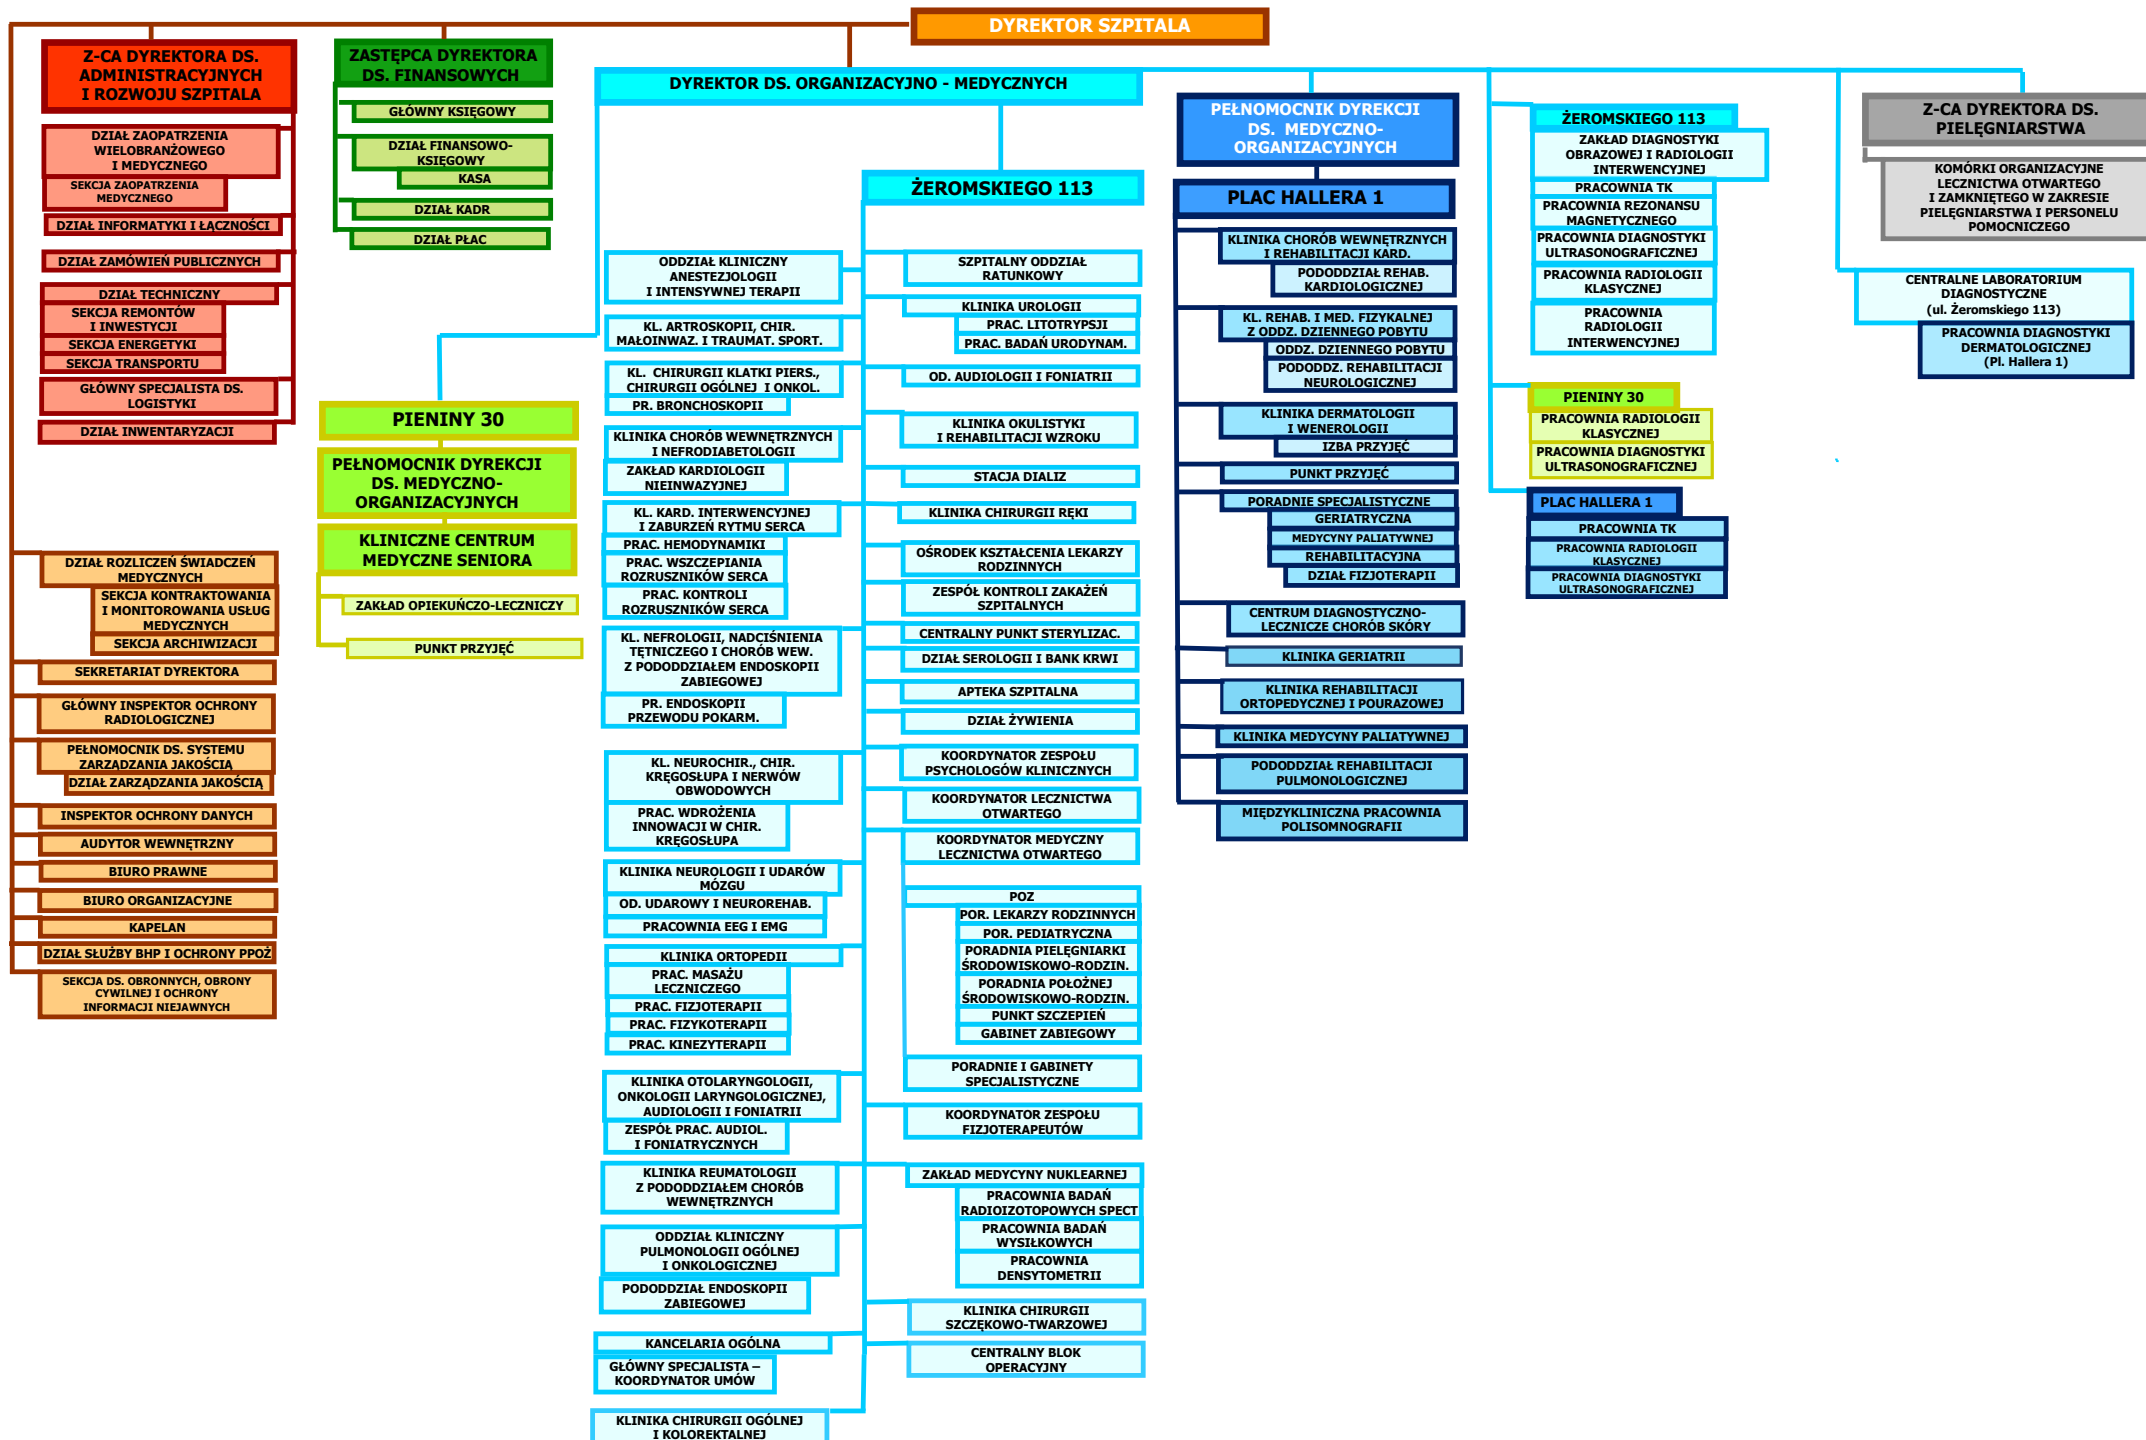 DYREKTOR SZPITALA
Z-CA DYREKTORA DS.
ADMINISTRACYJNYCH
I ROZWOJU SZPITALA
DZIAŁ ZAOPATRZENIA
WIELOBRANŻOWEGO
I MEDYCZNEGO
SEKCJA ZAOPATRZENIA
MEDYCZNEGO
DZIAŁ INFORMATYKI I ŁĄCZNOŚCI
DZIAŁ ZAMÓWIEŃ PUBLICZNYCH
DZIAŁ TECHNICZNY
SEKCJA REMONTÓW
I INWESTYCJI
SEKCJA ENERGETYKI
SEKCJA TRANSPORTU
GŁÓWNY SPECJALISTA DS.
LOGISTYKI
DZIAŁ INWENTARYZACJI
DZIAŁ ROZLICZEŃ ŚWIADCZEŃ
MEDYCZNYCH
SEKCJA KONTRAKTOWANIA
I MONITOROWANIA USŁUG
MEDYCZNYCH
SEKCJA ARCHIWIZACJI
SEKRETARIAT DYREKTORA
GŁÓWNY INSPEKTOR OCHRONY
RADIOLOGICZNEJ
PEŁNOMOCNIK DS. SYSTEMU
ZARZĄDZANIA JAKOŚCIĄ
DZIAŁ ZARZĄDZANIA JAKOŚCIĄ
INSPEKTOR OCHRONY DANYCH
AUDYTOR WEWNĘTRZNY
BIURO PRAWNE
BIURO ORGANIZACYJNE
KAPELAN
DZIAŁ SŁUŻBY BHP I OCHRONY PPOŻ
SEKCJA DS. OBRONNYCH, OBRONY
CYWILNEJ I OCHRONY
INFORMACJI NIEJAWNYCH
ZASTĘPCA DYREKTORA
DS. FINANSOWYCH
GŁÓWNY KSIĘGOWY
DZIAŁ FINANSOWO-
KSIĘGOWY
KASA
DZIAŁ KADR
DZIAŁ PŁAC
PIENINY 30
PEŁNOMOCNIK DYREKCJI
DS. MEDYCZNO-
ORGANIZACYJNYCH
KLINICZNE CENTRUM
MEDYCZNE SENIORA
ZAKŁAD OPIEKUŃCZO-LECZNICZY
PUNKT PRZYJĘĆ
DYREKTOR DS. ORGANIZACYJNO - MEDYCZNYCH
ŻEROMSKIEGO 113
ODDZIAŁ KLINICZNY
ANESTEZJOLOGII
I INTENSYWNEJ TERAPII
KL. ARTROSKOPII, CHIR.
MAŁOINWAZ. I TRAUMAT. SPORT.
KL. CHIRURGII KLATKI PIERS.,
CHIRURGII OGÓLNEJ I ONKOL.
PR. BRONCHOSKOPII
KLINIKA CHORÓB WEWNĘTRZNYCH
I NEFRODIABETOLOGII
ZAKŁAD KARDIOLOGII
NIEINWAZYJNEJ
KL. KARD. INTERWENCYJNEJ
I ZABURZEŃ RYTMU SERCA
PRAC. HEMODYNAMIKI
PRAC. WSZCZEPIANIA
ROZRUSZNIKÓW SERCA
PRAC. KONTROLI
ROZRUSZNIKÓW SERCA
KL. NEFROLOGII, NADCIŚNIENIA
TĘTNICZEGO I CHORÓB WEW.
Z PODODDZIAŁEM ENDOSKOPII
ZABIEGOWEJ
PR. ENDOSKOPII
PRZEWODU POKARM.
KL. NEUROCHIR., CHIR.
KRĘGOSŁUPA I NERWÓW
OBWODOWYCH
PRAC. WDROŻENIA
INNOWACJI W CHIR.
KRĘGOSŁUPA
KLINIKA NEUROLOGII I UDARÓW
MÓZGU
OD. UDAROWY I NEUROREHAB.
PRACOWNIA EEG I EMG
KLINIKA ORTOPEDII
PRAC. MASAŻU
LECZNICZEGO
PRAC. FIZJOTERAPII
PRAC. FIZYKOTERAPII
PRAC. KINEZYTERAPII
KLINIKA OTOLARYNGOLOGII,
ONKOLOGII LARYNGOLOGICZNEJ,
AUDIOLOGII I FONIATRII
ZESPÓŁ PRAC. AUDIOL.
I FONIATRYCZNYCH
KLINIKA REUMATOLOGII
Z PODODDZIAŁEM CHORÓB
WEWNĘTRZNYCH
ODDZIAŁ KLINICZNY
PULMONOLOGII OGÓLNEJ
I ONKOLOGICZNEJ
PODODDZIAŁ ENDOSKOPII
ZABIEGOWEJ
KANCELARIA OGÓLNA
GŁÓWNY SPECJALISTA –
KOORDYNATOR UMÓW
KLINIKA CHIRURGII OGÓLNEJ
I KOLOREKTALNEJ
SZPITALNY ODDZIAŁ
RATUNKOWY
KLINIKA UROLOGII
PRAC. LITOTRYPSJI
PRAC. BADAŃ URODYNAM.
OD. AUDIOLOGII I FONIATRII
KLINIKA OKULISTYKI
I REHABILITACJI WZROKU
STACJA DIALIZ
KLINIKA CHIRURGII RĘKI
OŚRODEK KSZTAŁCENIA LEKARZY
RODZINNYCH
ZESPÓŁ KONTROLI ZAKAŻEŃ
SZPITALNYCH
CENTRALNY PUNKT STERYLIZAC.
DZIAŁ SEROLOGII I BANK KRWI
APTEKA SZPITALNA
DZIAŁ ŻYWIENIA
KOORDYNATOR ZESPOŁU
PSYCHOLOGÓW KLINICZNYCH
KOORDYNATOR LECZNICTWA
OTWARTEGO
KOORDYNATOR MEDYCZNY
LECZNICTWA OTWARTEGO
POZ
POR. LEKARZY RODZINNYCH
POR. PEDIATRYCZNA
PORADNIA PIELĘGNIARKI
ŚRODOWISKOWO-RODZIN.
PORADNIA POŁOŻNEJ
ŚRODOWISKOWO-RODZIN.
PUNKT SZCZEPIEŃ
GABINET ZABIEGOWY
PORADNIE I GABINETY
SPECJALISTYCZNE
KOORDYNATOR ZESPOŁU
FIZJOTERAPEUTÓW
ZAKŁAD MEDYCYNY NUKLEARNEJ
PRACOWNIA BADAŃ
RADIOIZOTOPOWYCH SPECT
PRACOWNIA BADAŃ
WYSIŁKOWYCH
PRACOWNIA
DENSYTOMETRII
KLINIKA CHIRURGII
SZCZĘKOWO-TWARZOWEJ
CENTRALNY BLOK
OPERACYJNY
PEŁNOMOCNIK DYREKCJI
DS. MEDYCZNO-
ORGANIZACYJNYCH
PLAC HALLERA 1
KLINIKA CHORÓB WEWNĘTRZNYCH
I REHABILITACJI KARD.
PODODDZIAŁ REHAB.
KARDIOLOGICZNEJ
KL. REHAB. I MED. FIZYKALNEJ
Z ODDZ. DZIENNEGO POBYTU
ODDZ. DZIENNEGO POBYTU
PODODDZ. REHABILITACJI
NEUROLOGICZNEJ
KLINIKA DERMATOLOGII
I WENEROLOGII
IZBA PRZYJĘĆ
PUNKT PRZYJĘĆ
PORADNIE SPECJALISTYCZNE
GERIATRYCZNA
MEDYCYNY PALIATYWNEJ
REHABILITACYJNA
DZIAŁ FIZJOTERAPII
CENTRUM DIAGNOSTYCZNO-
LECZNICZE CHORÓB SKÓRY
KLINIKA GERIATRII
KLINIKA REHABILITACJI
ORTOPEDYCZNEJ I POURAZOWEJ
KLINIKA MEDYCYNY PALIATYWNEJ
PODODDZIAŁ REHABILITACJI
PULMONOLOGICZNEJ
MIĘDZYKLINICZNA PRACOWNIA
POLISOMNOGRAFII
ŻEROMSKIEGO 113
ZAKŁAD DIAGNOSTYKI
OBRAZOWEJ I RADIOLOGII
INTERWENCYJNEJ
PRACOWNIA TK
PRACOWNIA REZONANSU
MAGNETYCZNEGO
PRACOWNIA DIAGNOSTYKI
ULTRASONOGRAFICZNEJ
PRACOWNIA RADIOLOGII
KLASYCZNEJ
PRACOWNIA
RADIOLOGII
INTERWENCYJNEJ
PIENINY 30
PRACOWNIA RADIOLOGII
KLASYCZNEJ
PRACOWNIA DIAGNOSTYKI
ULTRASONOGRAFICZNEJ
PLAC HALLERA 1
PRACOWNIA TK
PRACOWNIA RADIOLOGII
KLASYCZNEJ
PRACOWNIA DIAGNOSTYKI
ULTRASONOGRAFICZNEJ
Z-CA DYREKTORA DS.
PIELĘGNIARSTWA
KOMÓRKI ORGANIZACYJNE
LECZNICTWA OTWARTEGO
I ZAMKNIĘTEGO W ZAKRESIE
PIELĘGNIARSTWA I PERSONELU
POMOCNICZEGO
CENTRALNE LABORATORIUM
DIAGNOSTYCZNE
(ul. Żeromskiego 113)
PRACOWNIA DIAGNOSTYKI
DERMATOLOGICZNEJ
(Pl. Hallera 1)